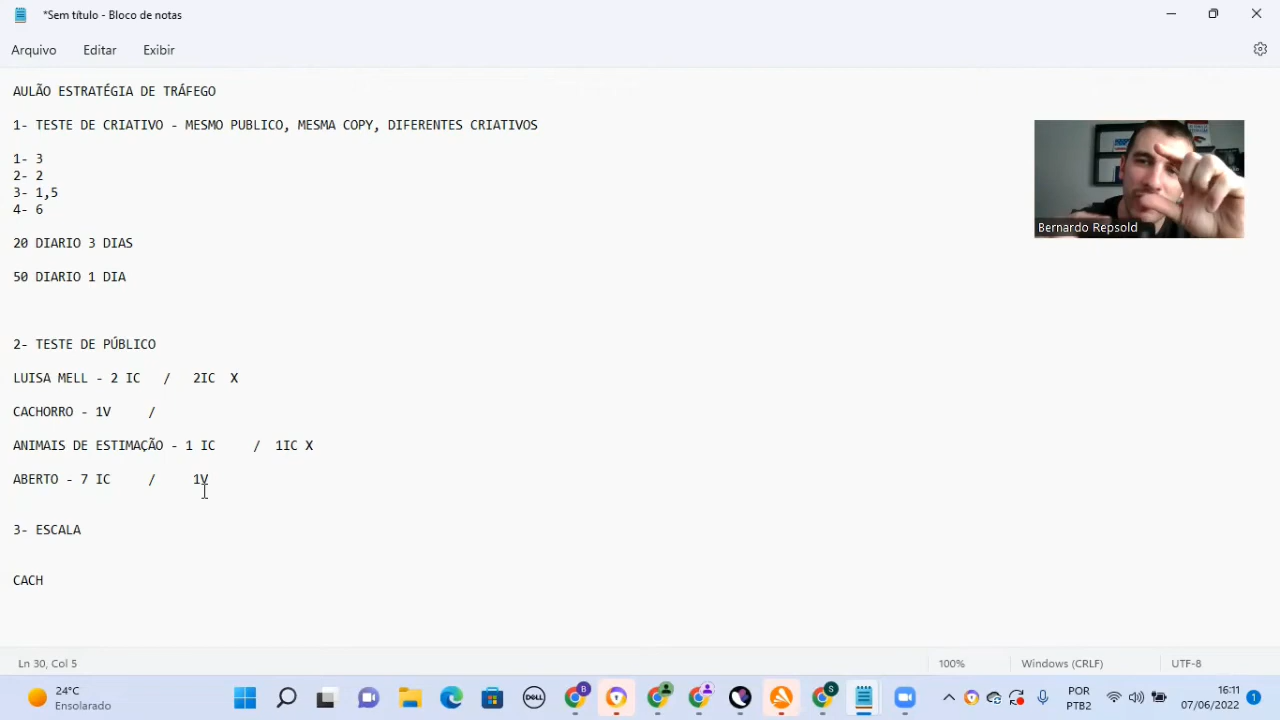 *Sem título - Bloco de notas
Arquivo Editar Exibir
AULÃO ESTRATÉGIA DE TRÁFEGO
1- TESTE DE CRIATIVO - MESMO PUBLICO, MESMA COPY, DIFERENTES CRIATIVOS
1- 3
2- 2
3- 1,5
4- 6
20 DIARIO 3 DIAS
50 DIARIO 1 DIA
2- TESTE DE PÚBLICO
LUISA MELL - 2 IC / 2IC X
CACHORRO - 1V /
ANIMAIS DE ESTIMAÇÃO - 1 IC / 1IC X
ABERTO - 7 IC / 1V
3- ESCALA
CACH
Bernardo Repsold
Ln 30, Col 5 100% Windows (CRLF) UTF-8
24°C
Ensolarado
DELL
B
S
POR
PTB2
16:11
07/06/2022
1